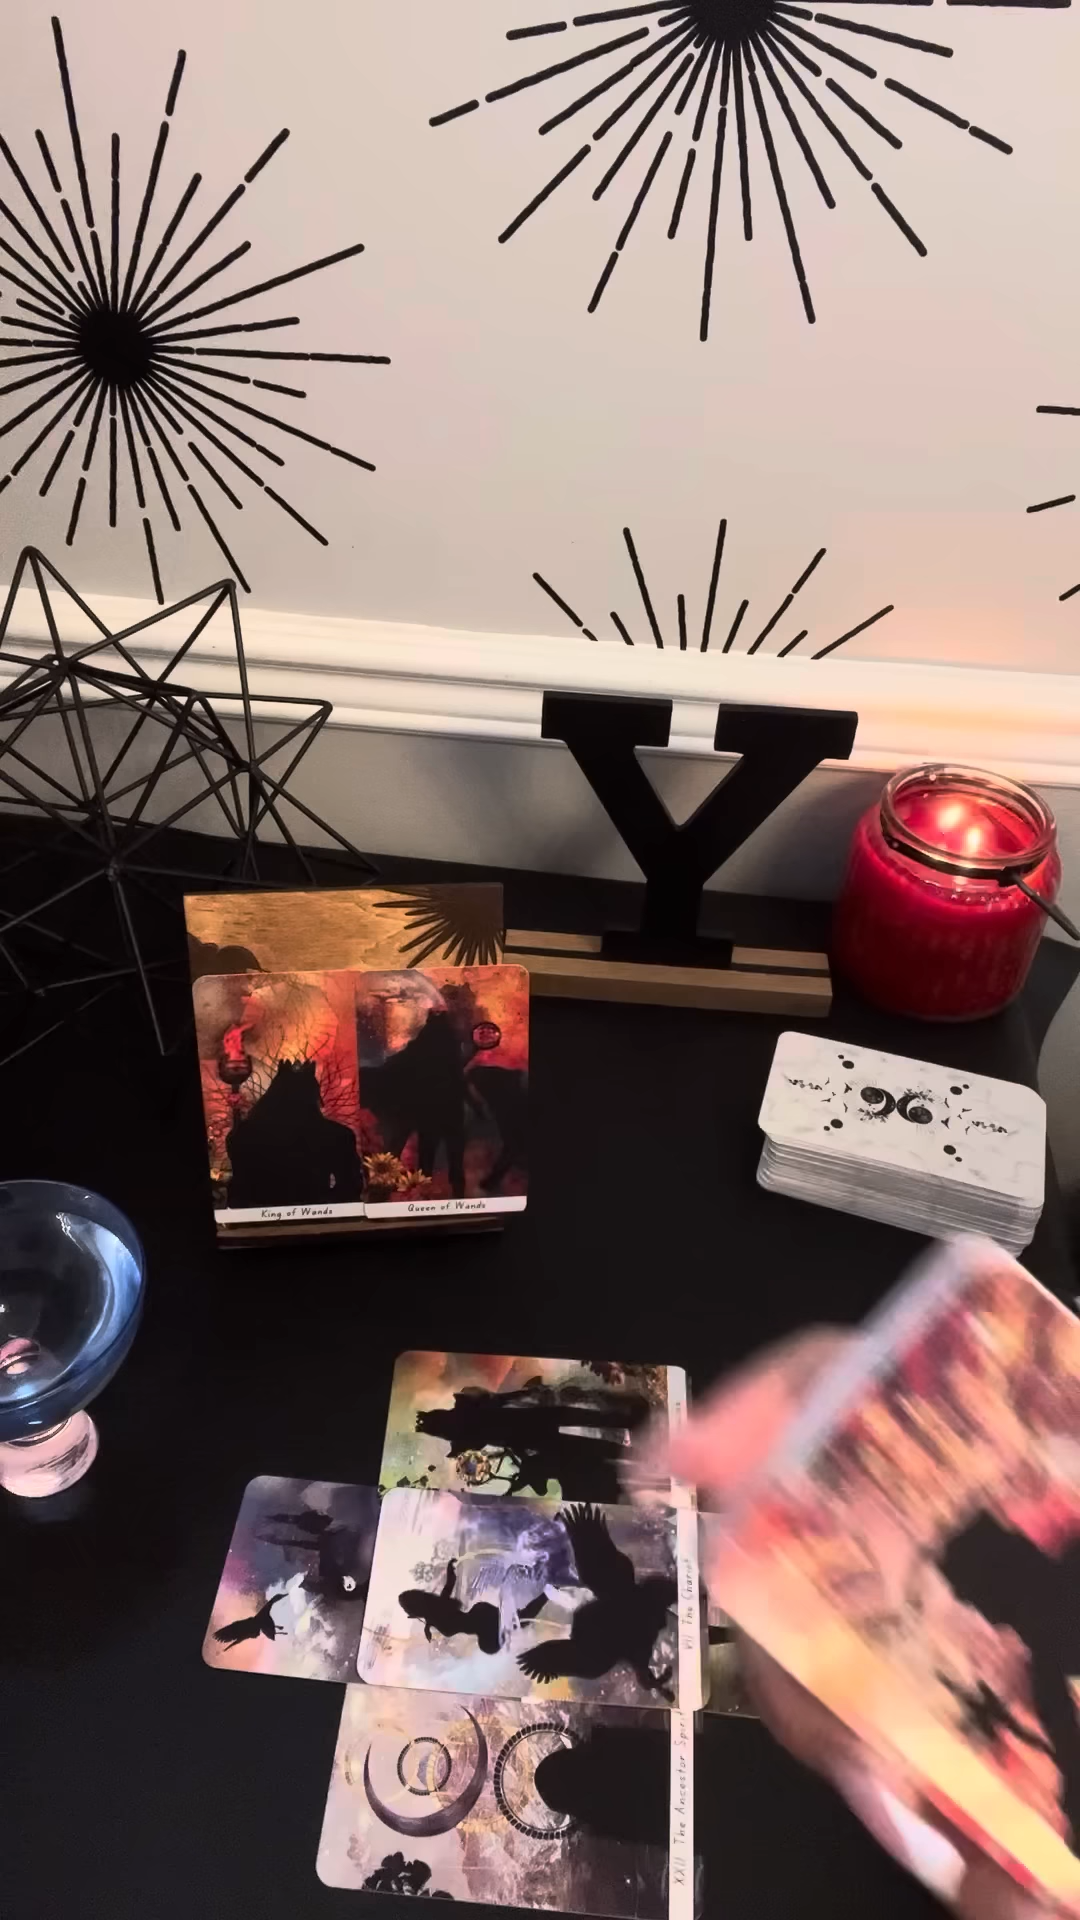 Y
King of Wands
Queen of Wands
VII The Chariot
XXII The Ancestor Spirit